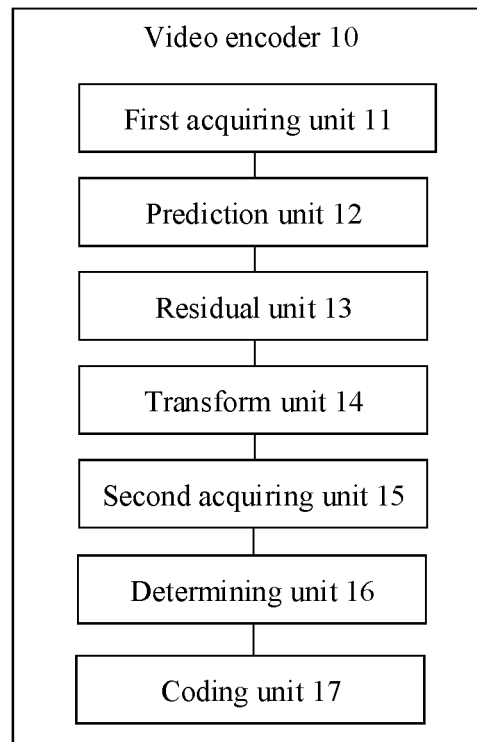 Video encoder 10
First acquiring unit 11
Prediction unit 12
Residual unit 13
Transform unit 14
Second acquiring unit 15
Determining unit 16
Coding unit 17